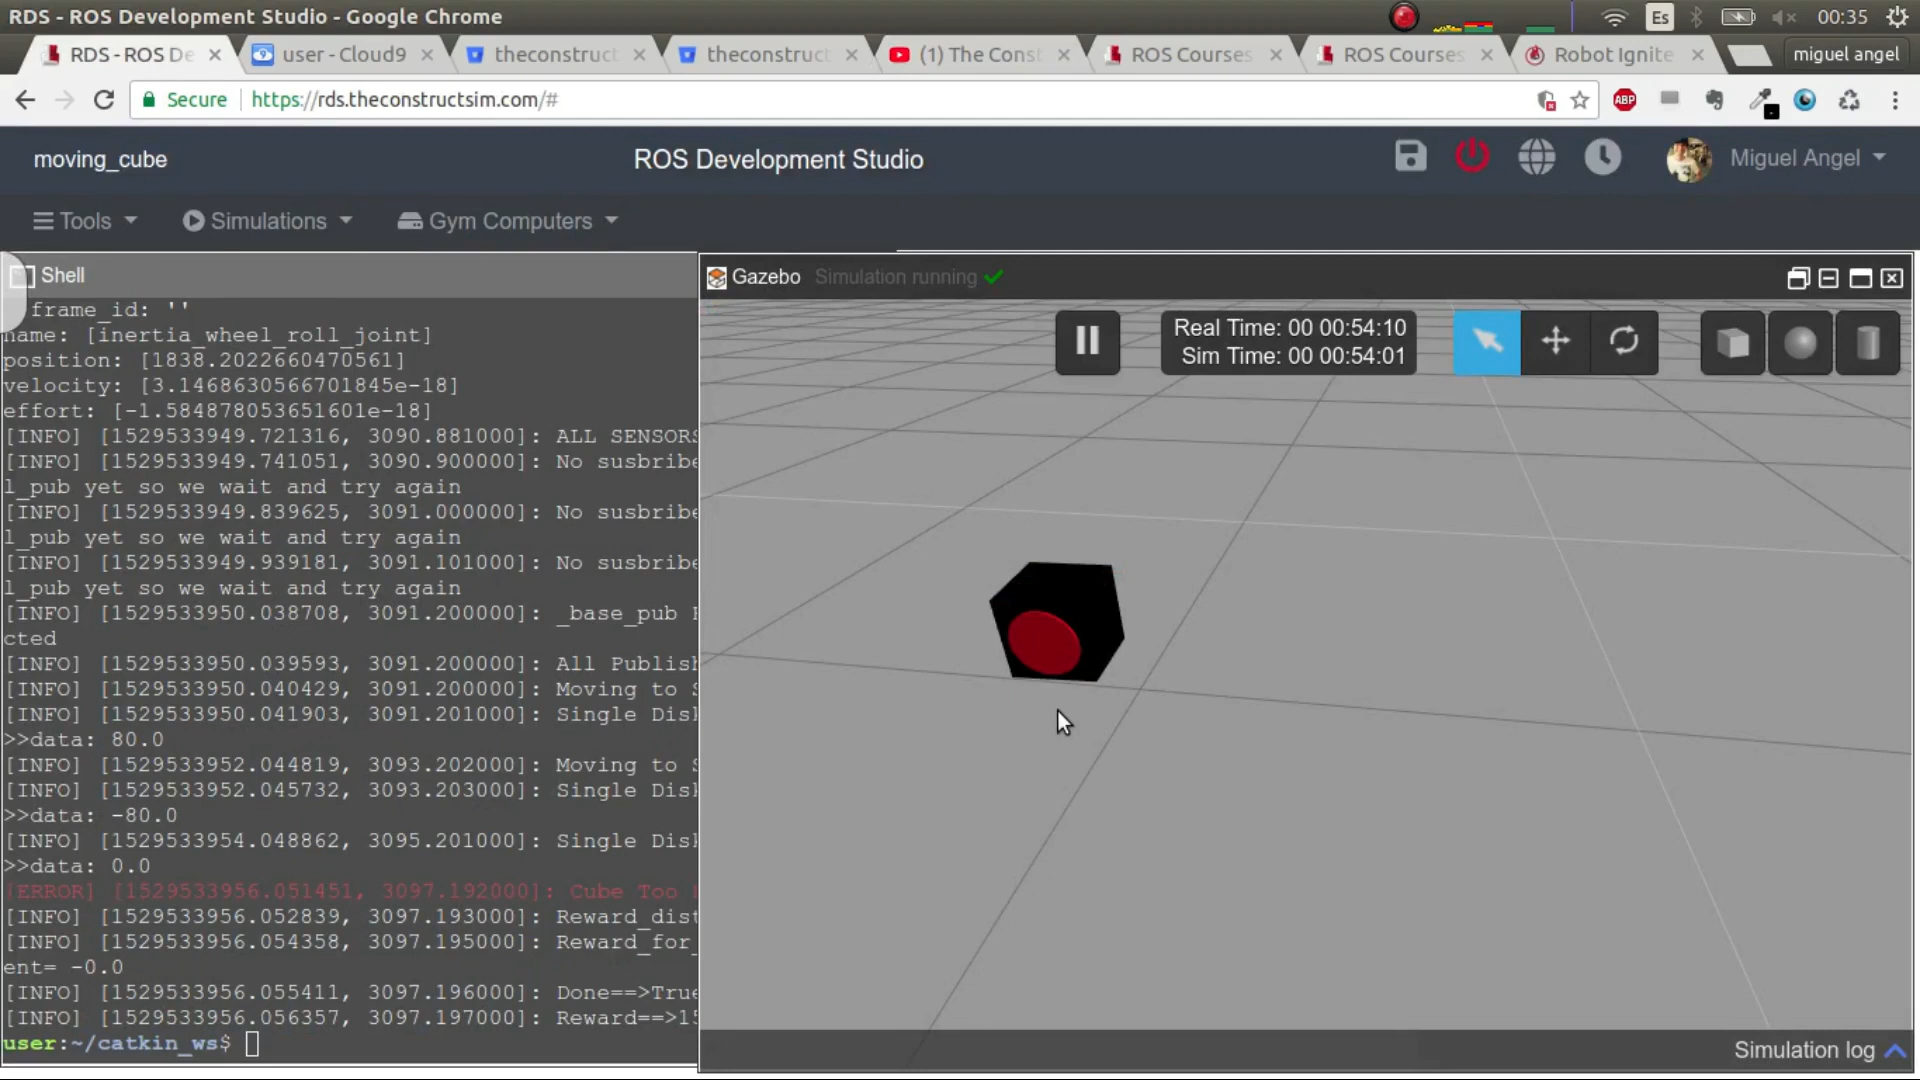 RDS - ROS Development Studio - Google Chrome
Es
00:35
RDS - ROS De
user - Cloud9
theconstruct
theconstruct
(1) The Const
ROS Courses
ROS Courses
Robot Ignite
miguel angel
Secure
https://rds.theconstructsim.com/#
ABP
moving_cube
ROS Development Studio
Miguel Angel
Tools
Simulations
Gym Computers
Shell
Gazebo
Simulation running
Real Time: 00 00:54:10
Sim Time: 00 00:54:01
frame_id: ''
name: [inertia_wheel_roll_joint]
position: [1838.2022660470561]
velocity: [3.1468630566701845e-18]
effort: [-1.584878053651601e-18]
[INFO] [1529533949.721316, 3090.881000]: ALL SENSORS
[INFO] [1529533949.741051, 3090.900000]: No susbribe
l_pub yet so we wait and try again
[INFO] [1529533949.839625, 3091.000000]: No susbribe
l_pub yet so we wait and try again
[INFO] [1529533949.939181, 3091.101000]: No susbribe
l_pub yet so we wait and try again
[INFO] [1529533950.038708, 3091.200000]: _base_pub
cted
[INFO] [1529533950.039593, 3091.200000]: All Publish
[INFO] [1529533950.040429, 3091.200000]: Moving to
[INFO] [1529533950.041903, 3091.201000]: Single Disk
>>data: 80.0
[INFO] [1529533952.044819, 3093.202000]: Moving to
[INFO] [1529533952.045732, 3093.203000]: Single Disk
>>data: -80.0
[INFO] [1529533954.048862, 3095.201000]: Single Disk
>>data: 0.0
[ERROR] [1529533956.051451, 3097.192000]: Cube Too
[INFO] [1529533956.052839, 3097.193000]: Reward_dist
[INFO] [1529533956.054358, 3097.195000]: Reward_for_
ent= -0.0
[INFO] [1529533956.055411, 3097.196000]: Done==>True
[INFO] [1529533956.056357, 3097.197000]: Reward==>15
user:~/catkin_ws$
Simulation log